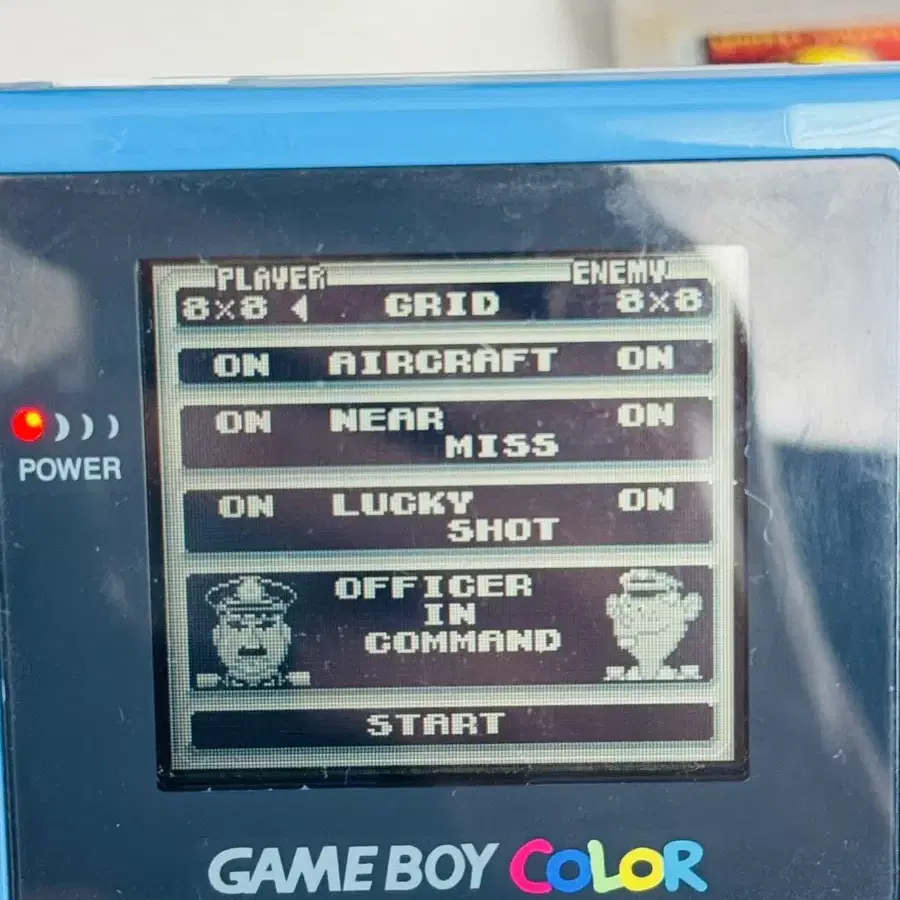 PLAYER ENEMY
8×8 GRID 8×8
ON AIRCRAFT ON
ON NEAR ON
MISS
ON LUCKY ON
SHOT
OFFICER
IN
COMMAND
START
POWER
GAME BOY COLOR